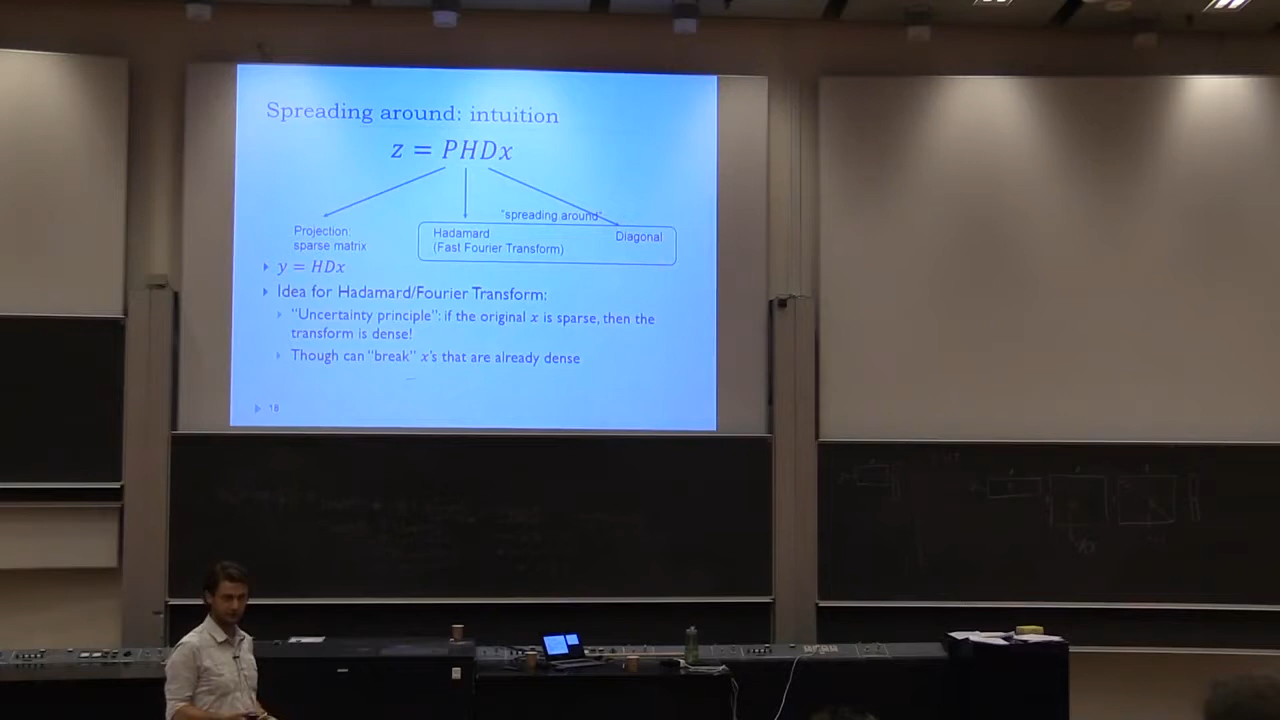 Spreading around: intuition
z = PHDx
"spreading around"
Projection:
sparse matrix
Hadamard
(Fast Fourier Transform)
Diagonal
y = HDx
Idea for Hadamard/Fourier Transform:
"Uncertainty principle": if the original x is sparse, then the
transform is dense!
Though can "break" x's that are already dense
18